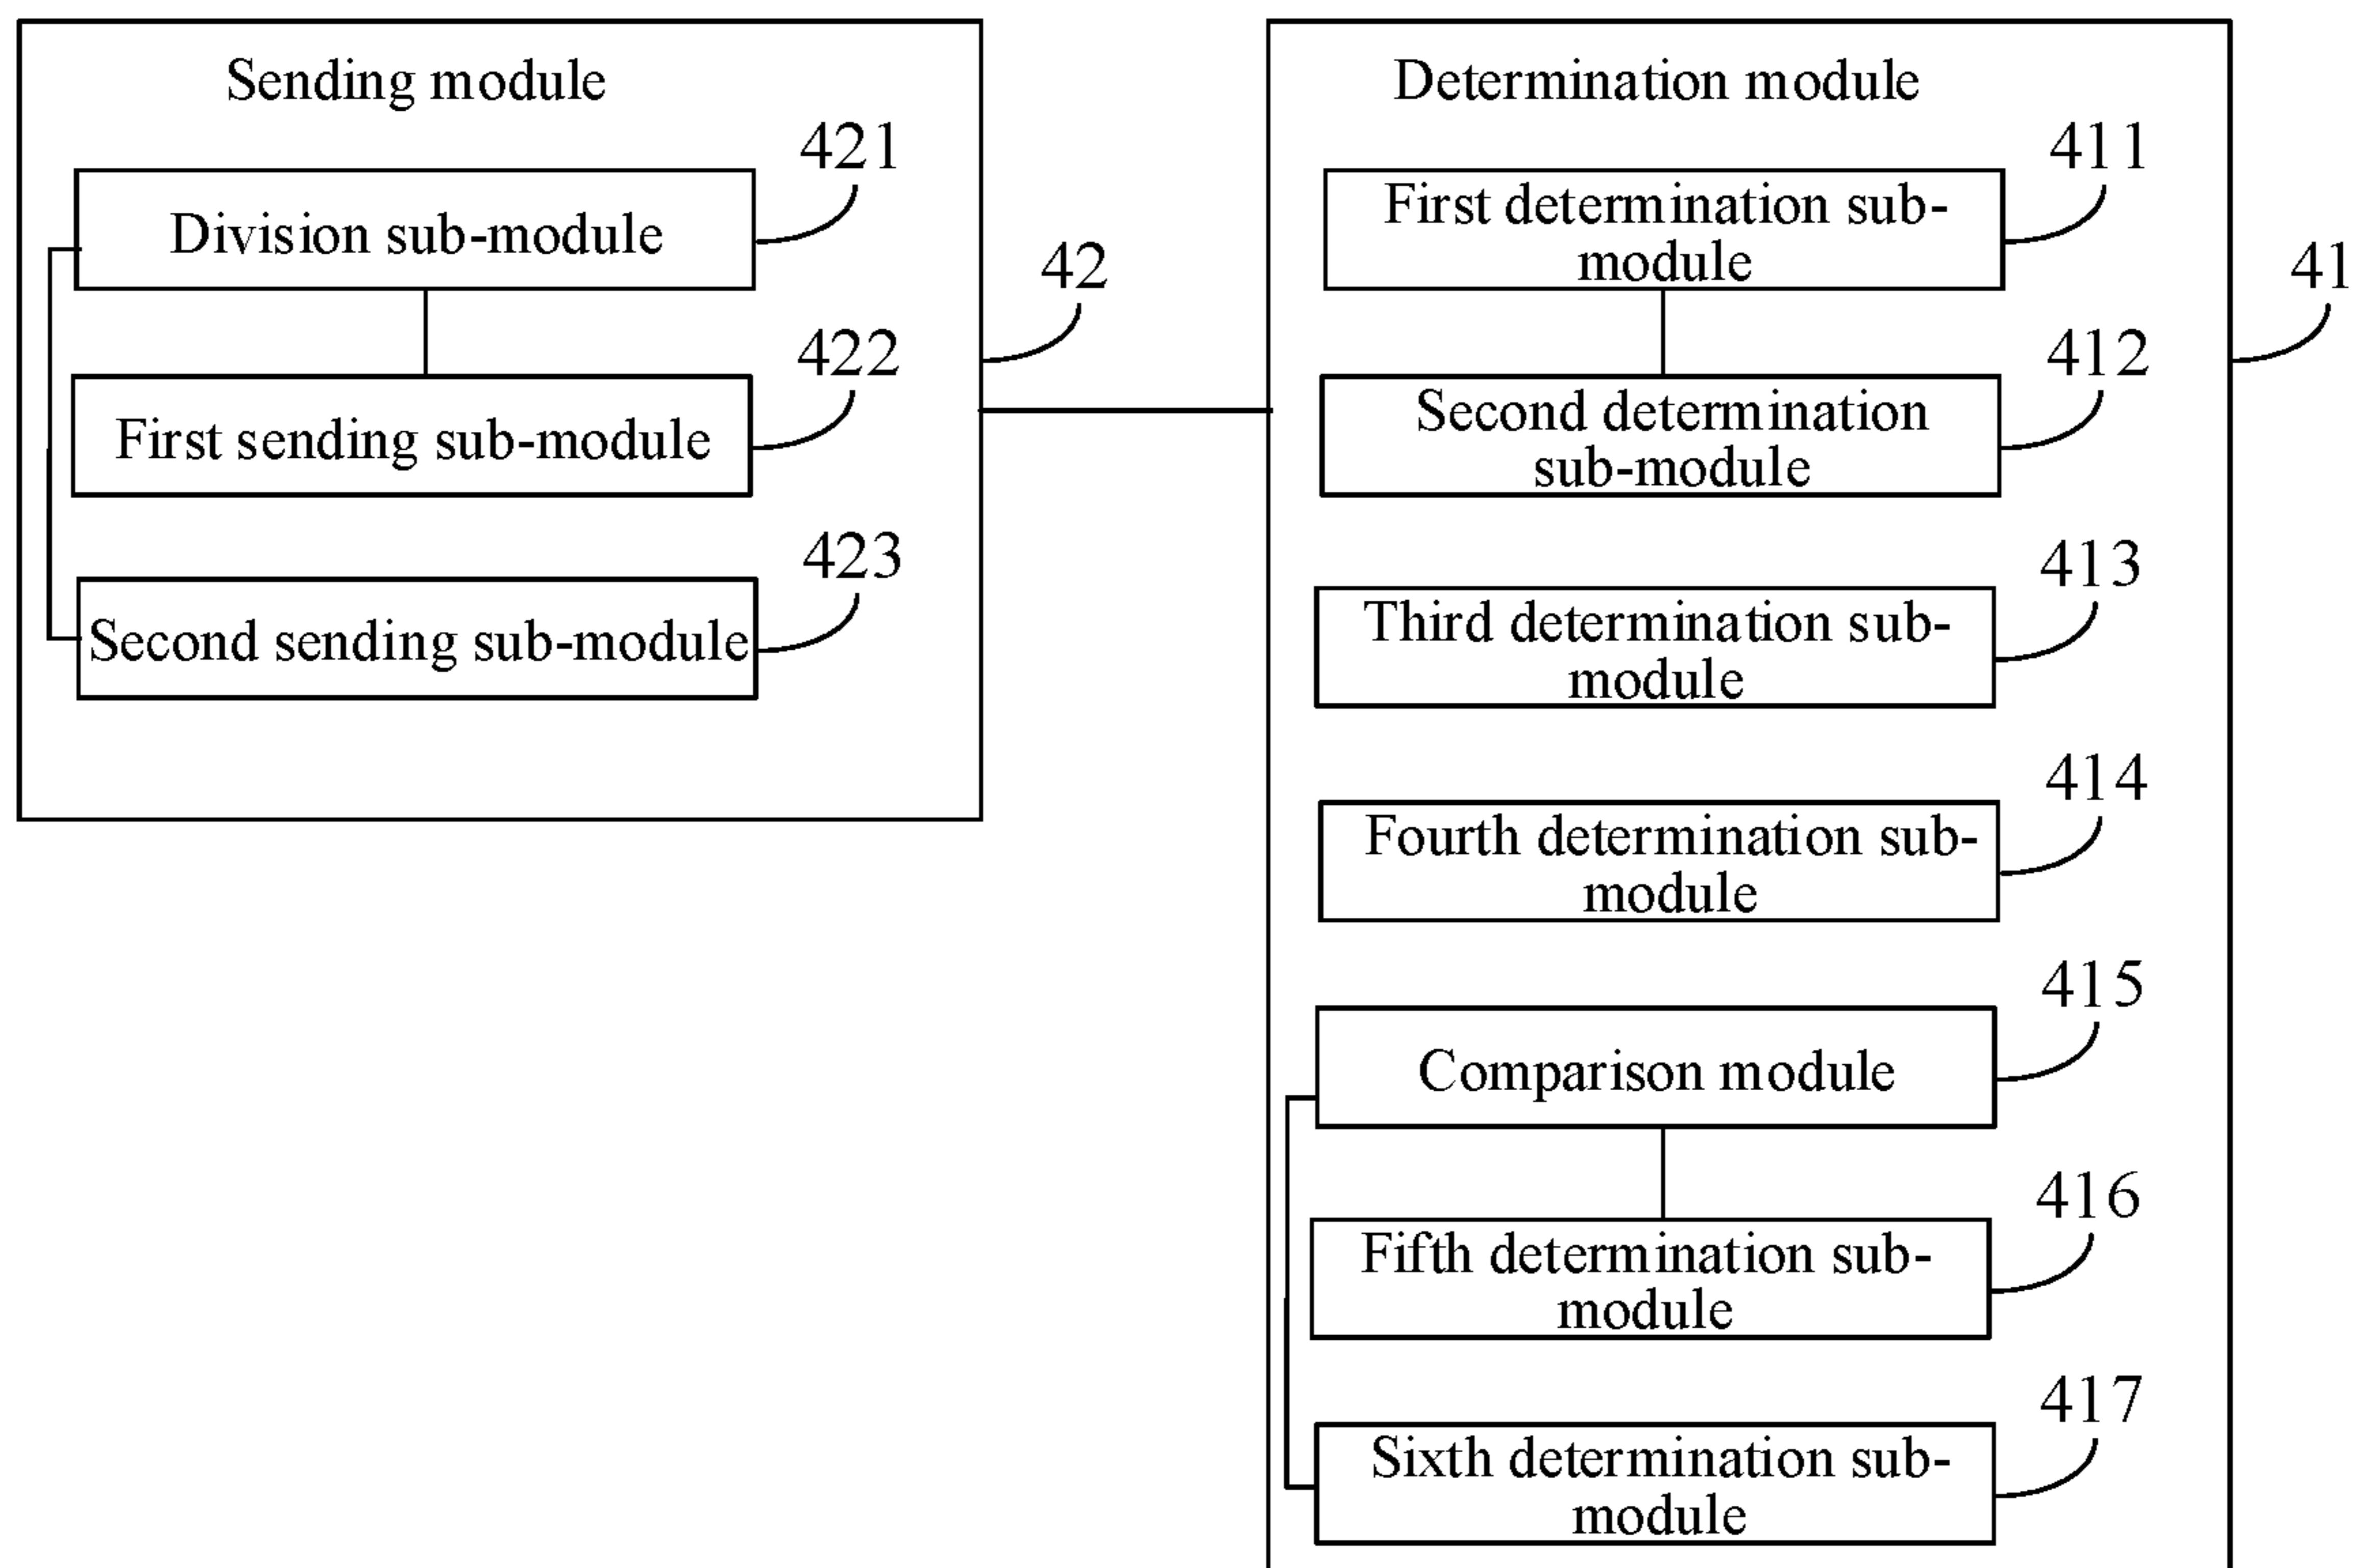 Sending module
421
Division sub-module
42
422
First sending sub-module
423
Second sending sub-module
Determination module
411
First determination sub-
module
41
412
Second determination
sub-module
413
Third determination sub-
module
414
Fourth determination sub-
module
415
Comparison module
416
Fifth determination sub-
module
417
Sixth determination sub-
module